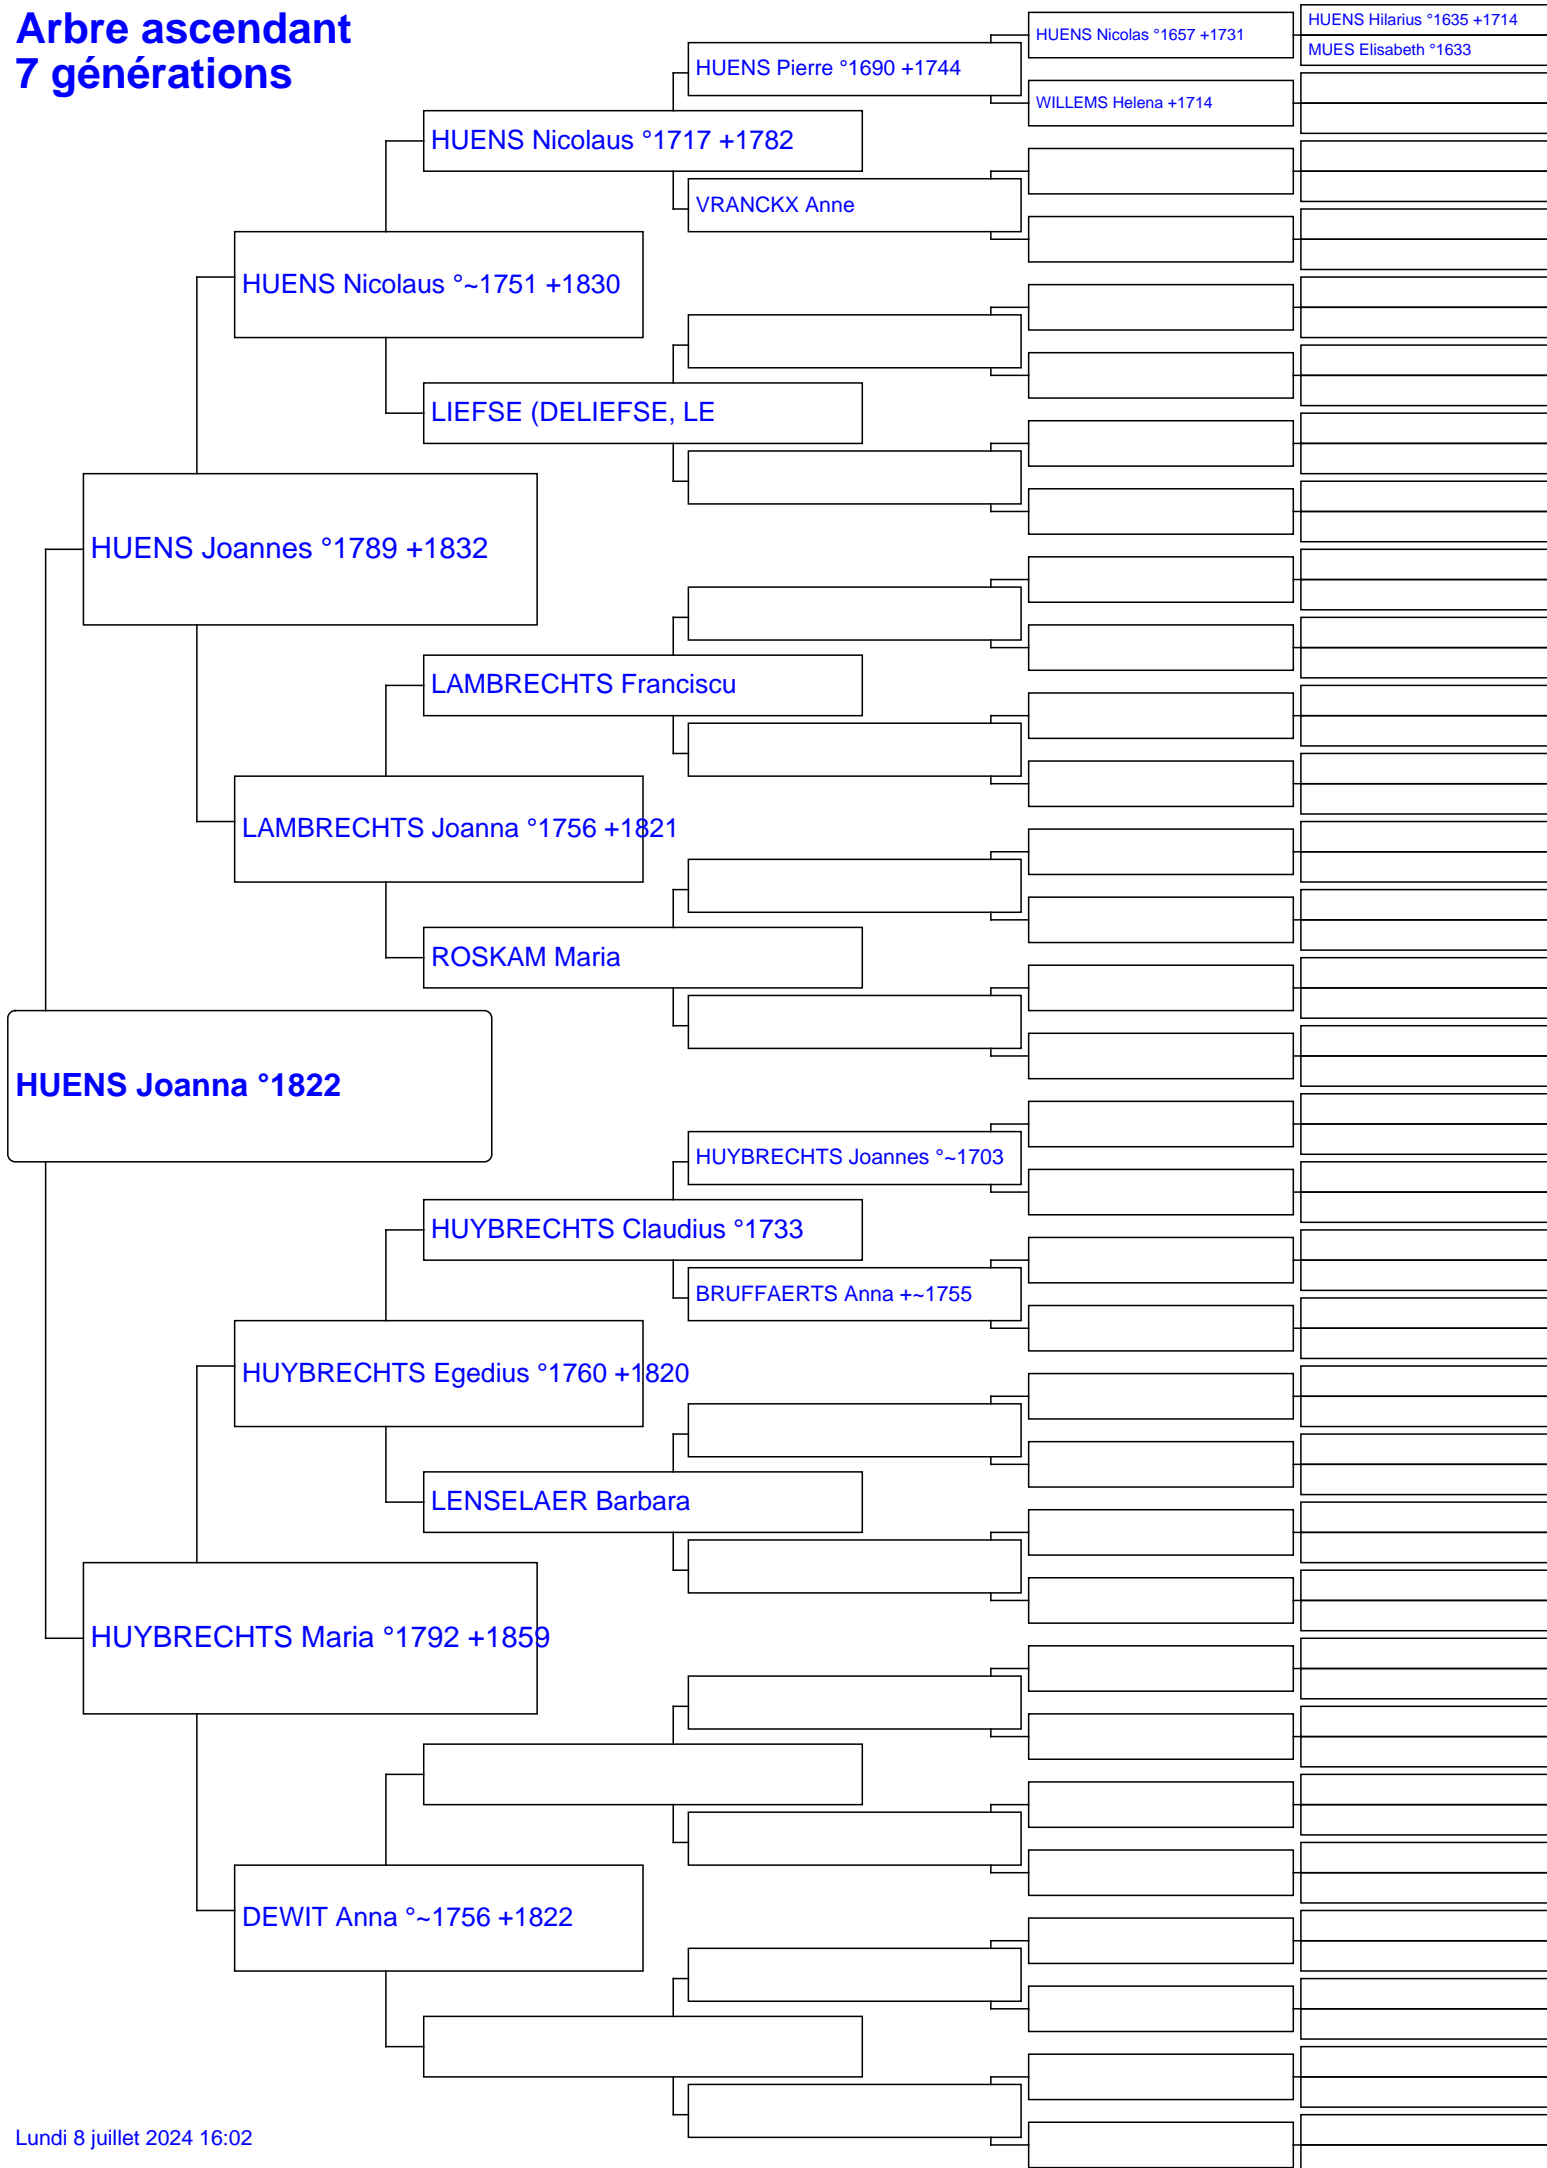 Arbre ascendant
7 générations
HUENS Hilarius °1635 +1714
MUES Elisabeth °1633
HUENS Nicolas °1657 +1731
HUENS Pierre °1690 +1744
WILLEMS Helena +1714
HUENS Nicolaus °1717 +1782
VRANCKX Anne
HUENS Nicolaus °~1751 +1830
LIEFSE (DELIEFSE, LE
HUENS Joannes °1789 +1832
LAMBRECHTS Franciscu
LAMBRECHTS Joanna °1756 +1821
ROSKAM Maria
HUENS Joanna °1822
HUYBRECHTS Joannes °~1703
HUYBRECHTS Claudius °1733
BRUFFAERTS Anna +~1755
HUYBRECHTS Egedius °1760 +1820
LENSELAER Barbara
HUYBRECHTS Maria °1792 +1859
DEWIT Anna °~1756 +1822
Lundi 8 juillet 2024 16:02